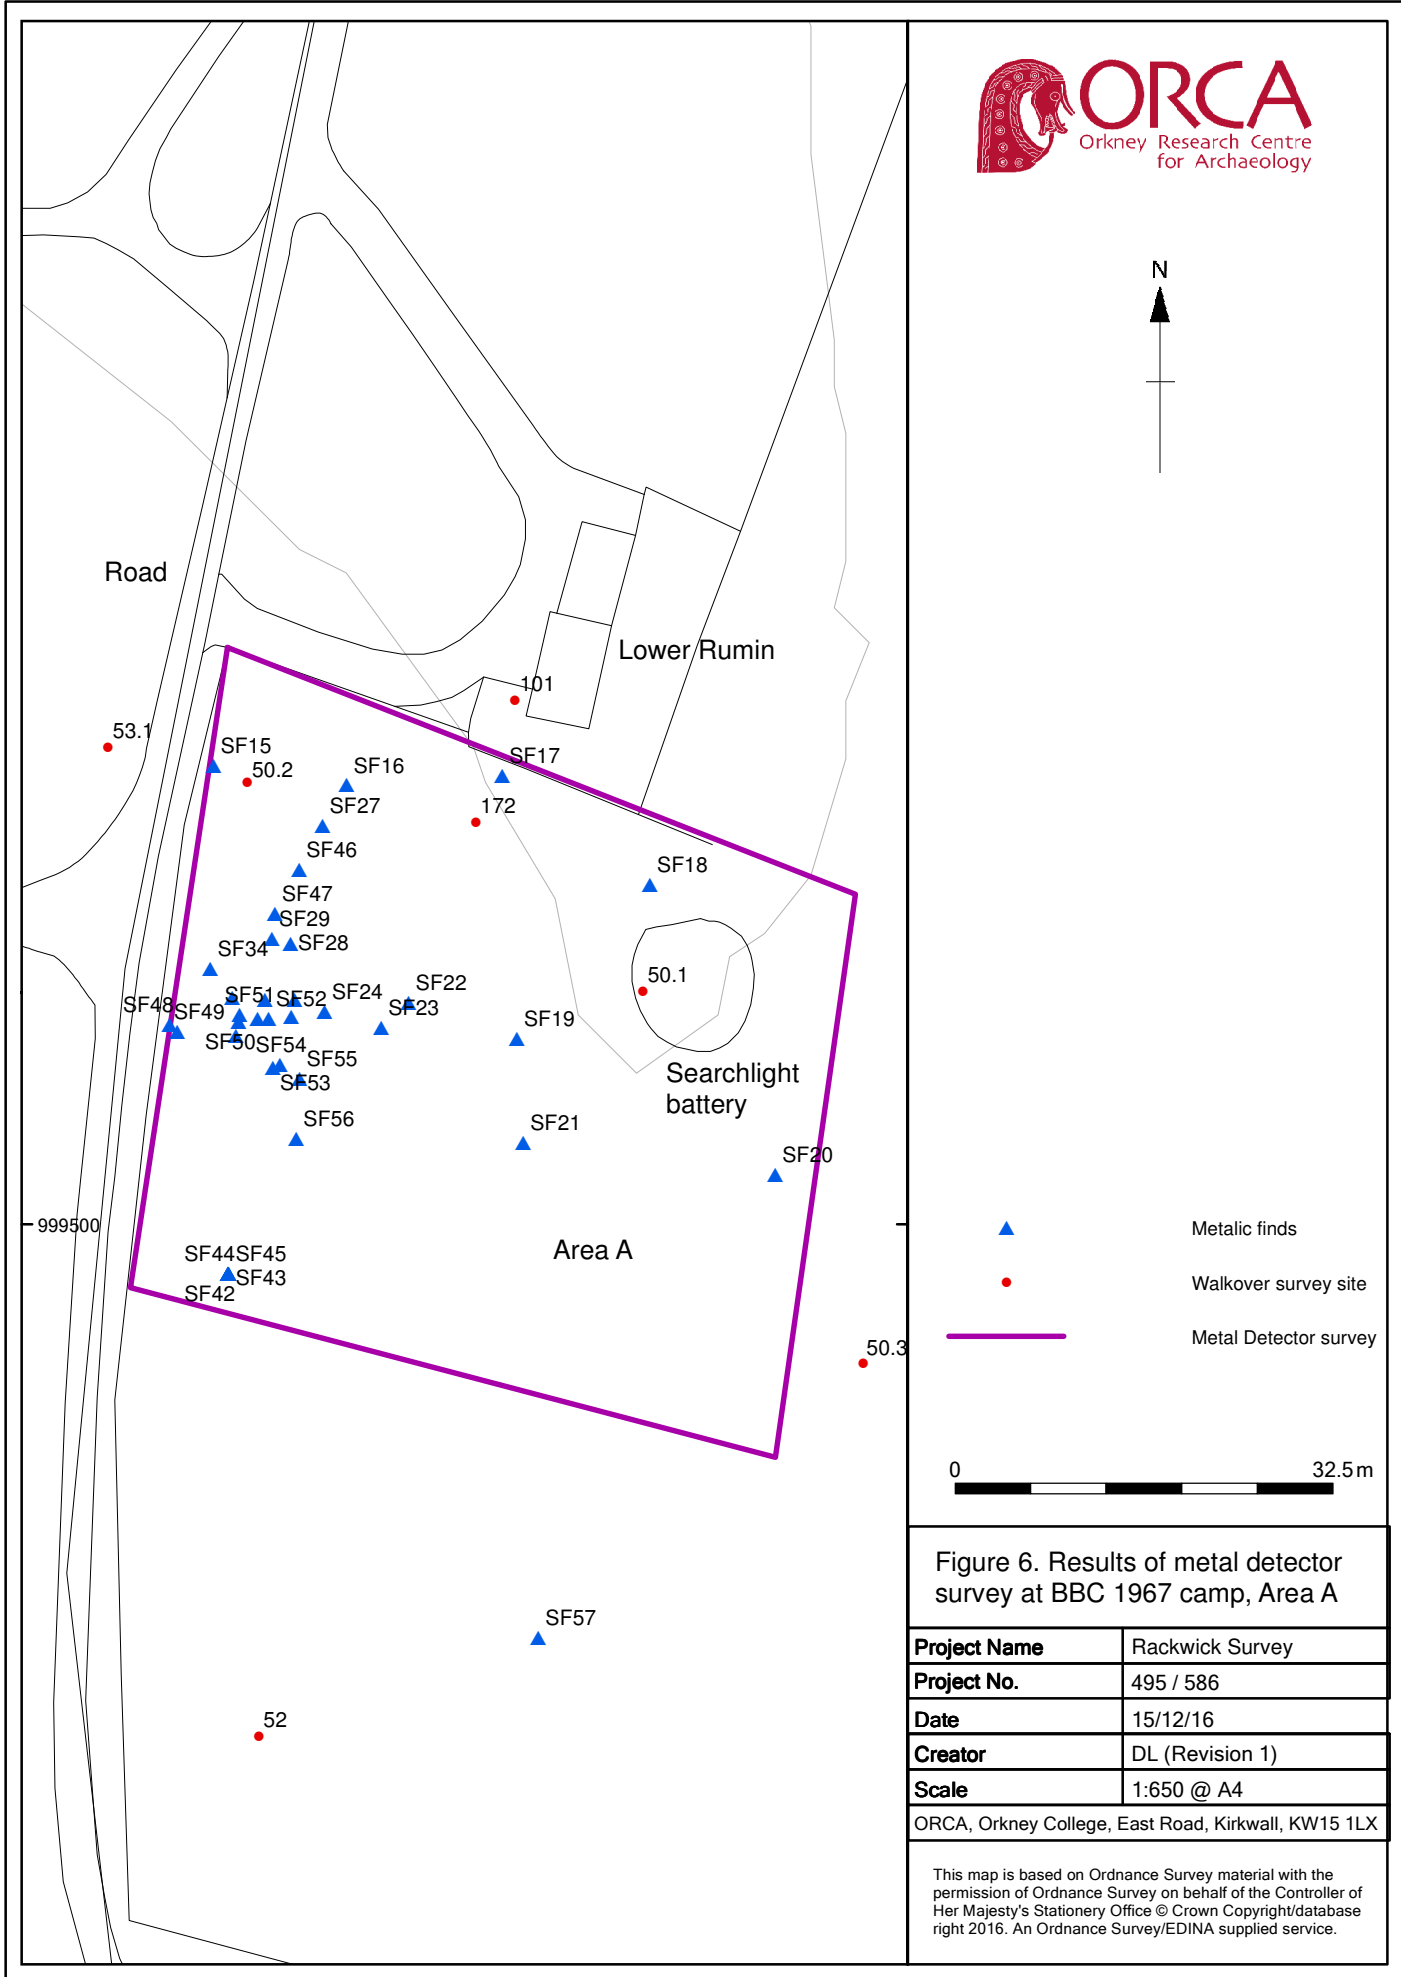 Road
Lower Rumin
101
53.1
SF15
50.2
SF16
SF17
SF27
172
SF46
SF18
SF47
SF29
SF28
SF34
50.1
SF22
SF24
SF23
SF51
SF52
SF48
SF49
SF50
SF54
SF19
SF55
SF53
Searchlight
battery
SF56
SF21
SF20
999500
SF44
SF45
SF43
SF42
Area A
50.3
SF57
52
ORCA
Orkney Research Centre
for Archaeology
N
Metalic finds
Walkover survey site
Metal Detector survey
0 32.5m
Figure 6. Results of metal detector
survey at BBC 1967 camp, Area A
Project Name Rackwick Survey
Project No. 495 / 586
Date 15/12/16
Creator DL (Revision 1)
Scale 1:650 @ A4
ORCA, Orkney College, East Road, Kirkwall, KW15 1LX
This map is based on Ordnance Survey material with the
permission of Ordnance Survey on behalf of the Controller of
Her Majesty's Stationery Office © Crown Copyright/database
right 2016. An Ordnance Survey/EDINA supplied service.